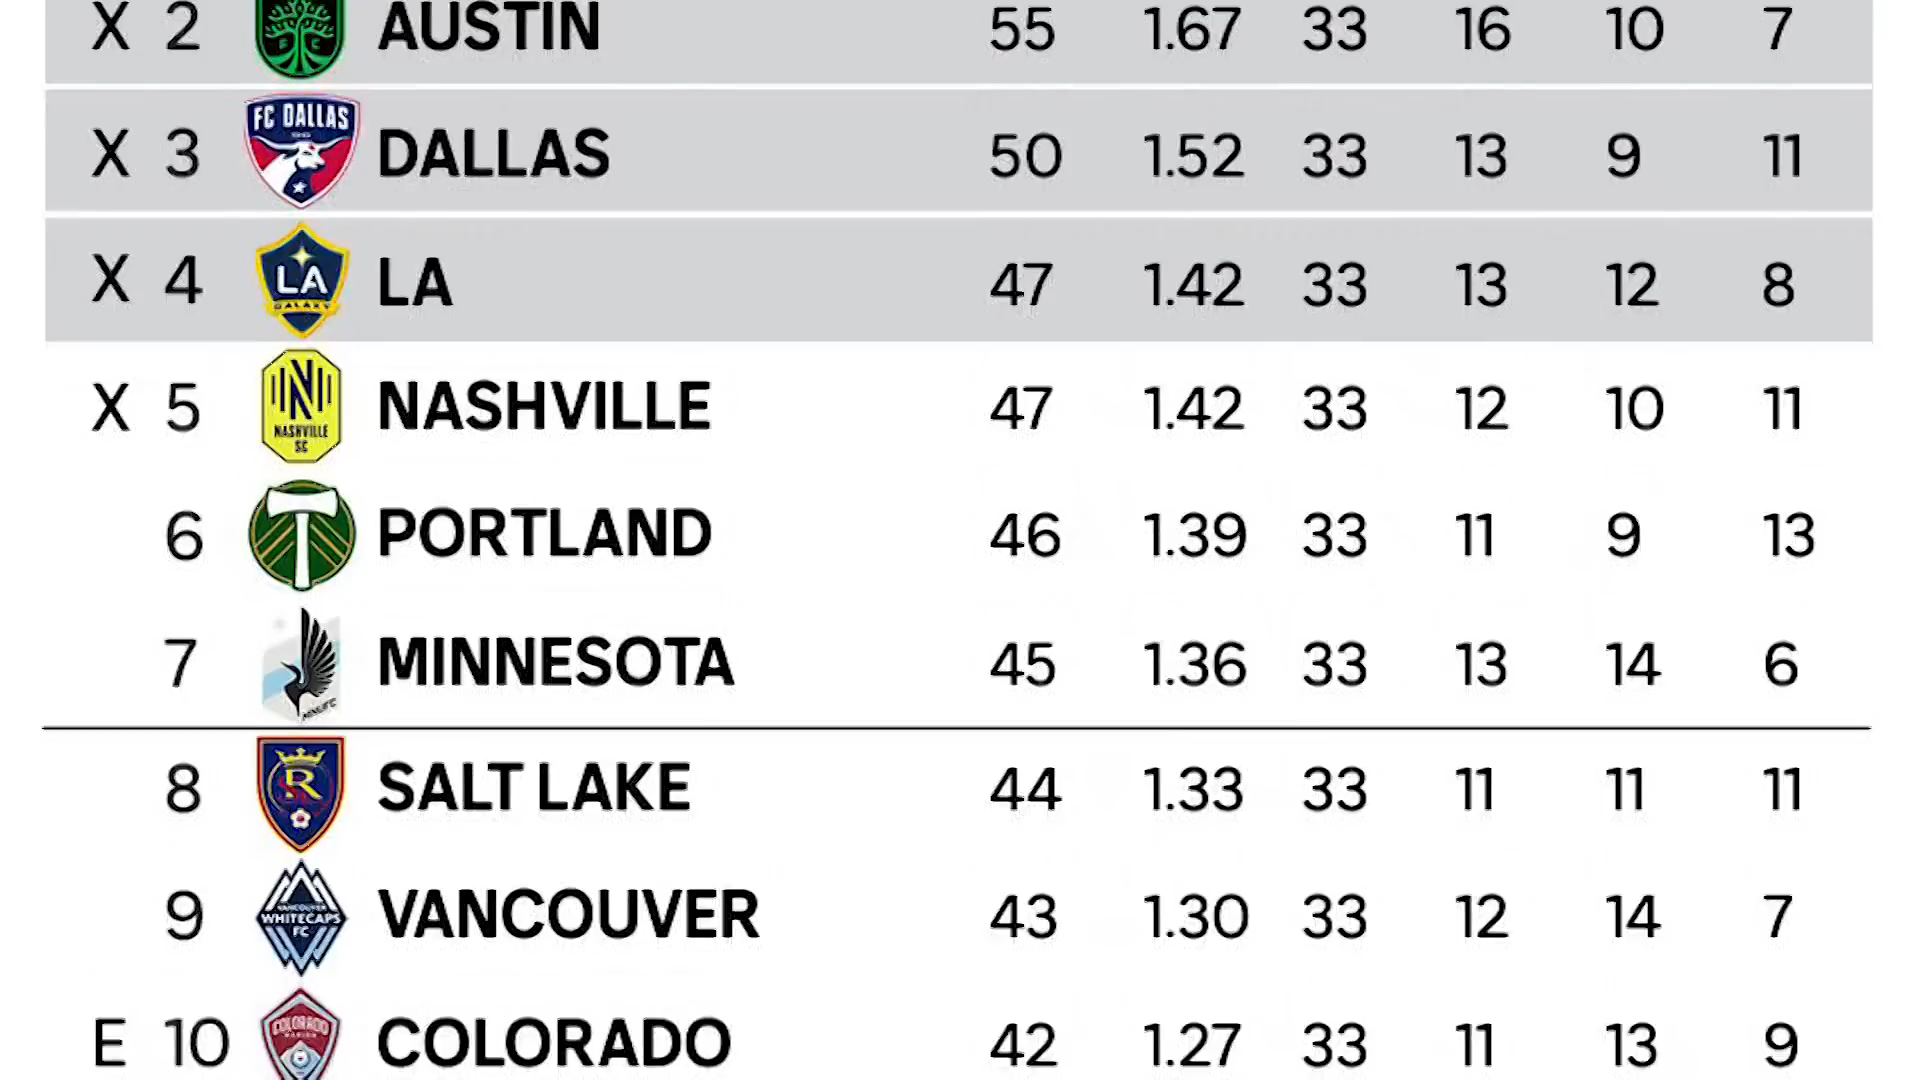 X 2 AUSTIN 55 1.67 33 16 10 7
FC DALLAS
X 3 DALLAS 50 1.52 33 13 9 11
LA
GALAXY
X 4 LA 47 1.42 33 13 12 8
N
NASHVILLE
SC
X 5 NASHVILLE 47 1.42 33 12 10 11
6 PORTLAND 46 1.39 33 11 9 13
7 MINNESOTA 45 1.36 33 13 14 6
8 SALT LAKE 44 1.33 33 11 11 11
VANCOUVER
WHITECAPS
FC
9 VANCOUVER 43 1.30 33 12 14 7
COLORADO
E 10 COLORADO 42 1.27 33 11 13 9